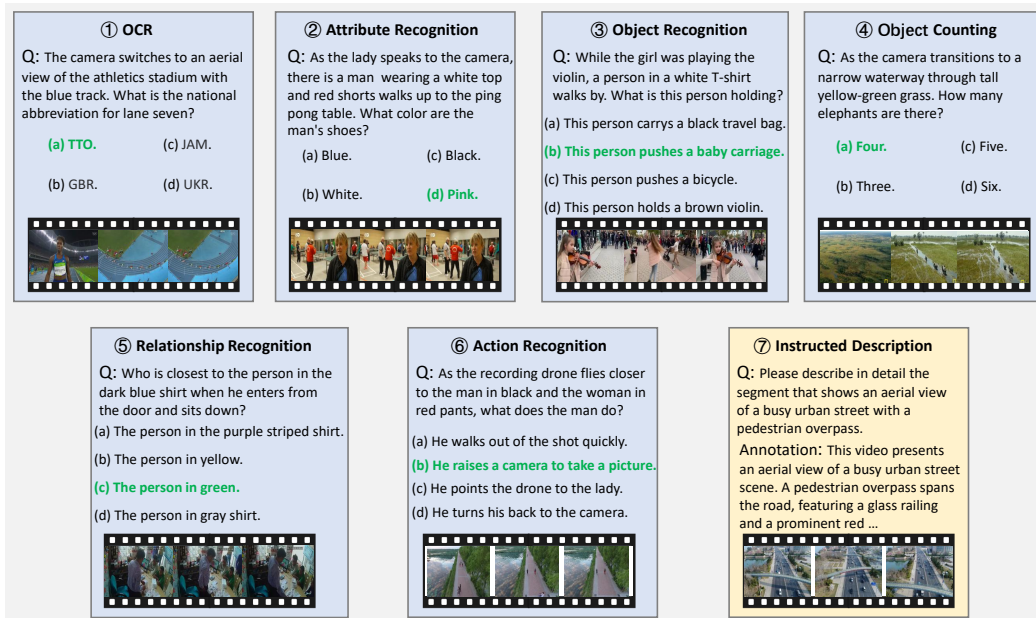 ① OCR
Q: The camera switches to an aerial
view of the athletics stadium with
the blue track. What is the national
abbreviation for lane seven?
(a) TTO. (c) JAM.
(b) GBR. (d) UKR.
② Attribute Recognition
Q: As the lady speaks to the camera,
there is a man wearing a white top
and red shorts walks up to the ping
pong table. What color are the
man's shoes?
(a) Blue. (c) Black.
(b) White. (d) Pink.
③ Object Recognition
Q: While the girl was playing the
violin, a person in a white T-shirt
walks by. What is this person holding?
(a) This person carrys a black travel bag.
(b) This person pushes a baby carriage.
(c) This person pushes a bicycle.
(d) This person holds a brown violin.
④ Object Counting
Q: As the camera transitions to a
narrow waterway through tall
yellow-green grass. How many
elephants are there?
(a) Four. (c) Five.
(b) Three. (d) Six.
⑤ Relationship Recognition
Q: Who is closest to the person in the
dark blue shirt when he enters from
the door and sits down?
(a) The person in the purple striped shirt.
(b) The person in yellow.
(c) The person in green.
(d) The person in gray shirt.
⑥ Action Recognition
Q: As the recording drone flies closer
to the man in black and the woman in
red pants, what does the man do?
(a) He walks out of the shot quickly.
(b) He raises a camera to take a picture.
(c) He points the drone to the lady.
(d) He turns his back to the camera.
⑦ Instructed Description
Q: Please describe in detail the
segment that shows an aerial view
of a busy urban street with a
pedestrian overpass.
Annotation: This video presents
an aerial view of a busy urban street
scene. A pedestrian overpass spans
the road, featuring a glass railing
and a prominent red ...